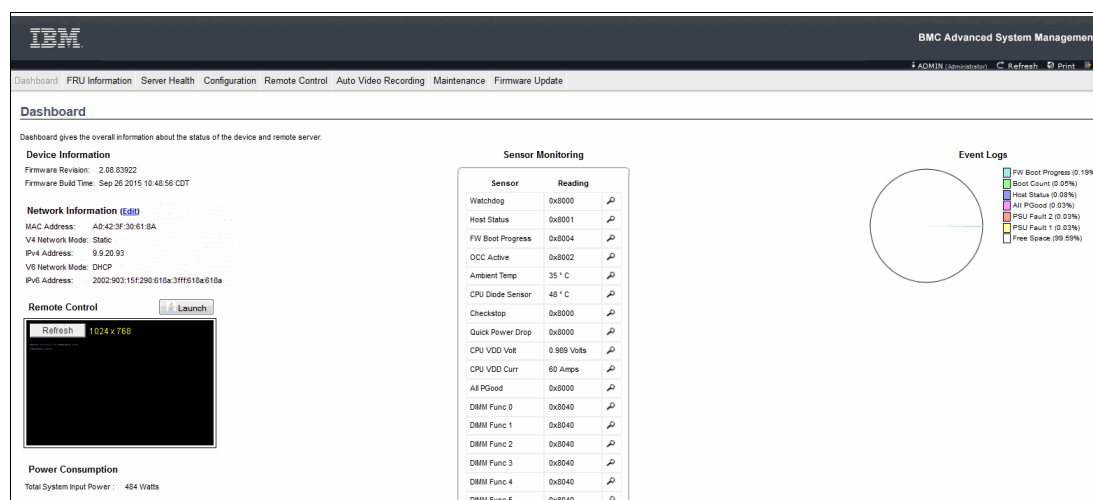 IBM.
BMC Advanced System Managemen
ADMIN (Administrator) Refresh Print
Dashboard FRU Information Server Health Configuration Remote Control Auto Video Recording Maintenance Firmware Update
Dashboard
Dashboard gives the overall information about the status of the device and remote server.
Device Information
Firmware Revision: 2.08.83922
Firmware Build Time: Sep 26 2015 10:48:56 CDT
Network Information (Edit)
MAC Address: A0:42:3F:30:61:8A
V4 Network Mode: Static
IPv4 Address: 9.9.20.93
V6 Network Mode: DHCP
IPv6 Address: 2002:903:15f:290:618a:3fff:618a:618a
Remote Control Launch
Refresh 1024 x 768
Power Consumption
Total System Input Power : 484 Watts
Sensor Monitoring
Sensor Reading
Watchdog 0x8000
Host Status 0x8001
FW Boot Progress 0x8004
OCC Active 0x8002
Ambient Temp 35 ° C
CPU Diode Sensor 48 ° C
Checkstop 0x8000
Quick Power Drop 0x8000
CPU VDD Volt 0.989 Volts
CPU VDD Curr 60 Amps
All PGood 0x8000
DIMM Func 0 0x8040
DIMM Func 1 0x8040
DIMM Func 2 0x8040
DIMM Func 3 0x8040
DIMM Func 4 0x8040
DIMM Func 5 0x8040
Event Logs
FW Boot Progress (0.19%
Boot Count (0.05%)
Host Status (0.08%)
All PGood (0.03%)
PSU Fault 2 (0.03%)
PSU Fault 1 (0.03%)
Free Space (99.59%)